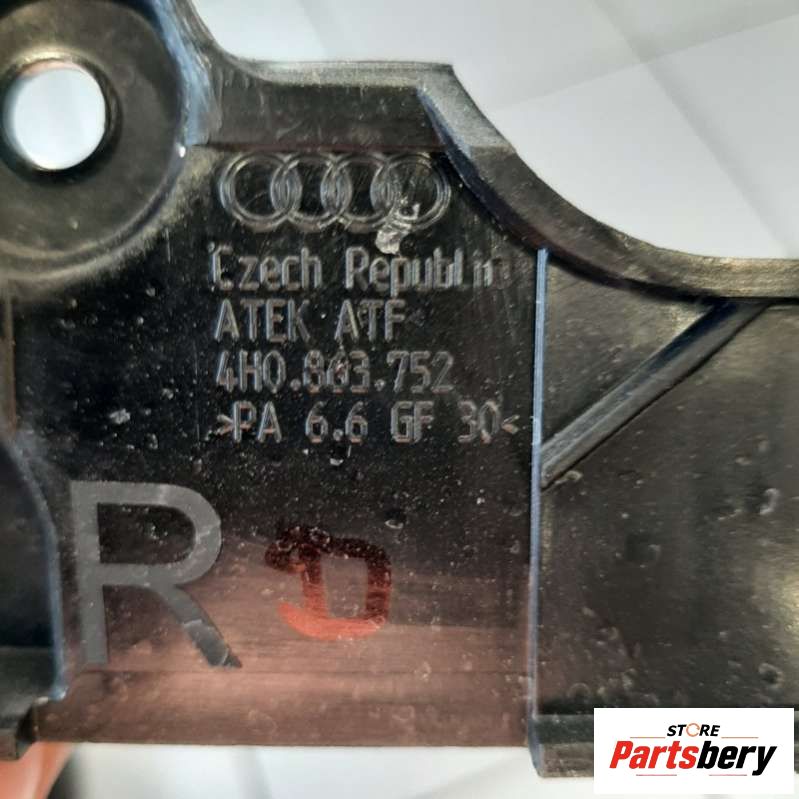 Czech Republic
ATEK ATF
4H0.863.752
>PA 6.6 GF 30<
R
STORE
Partsbery